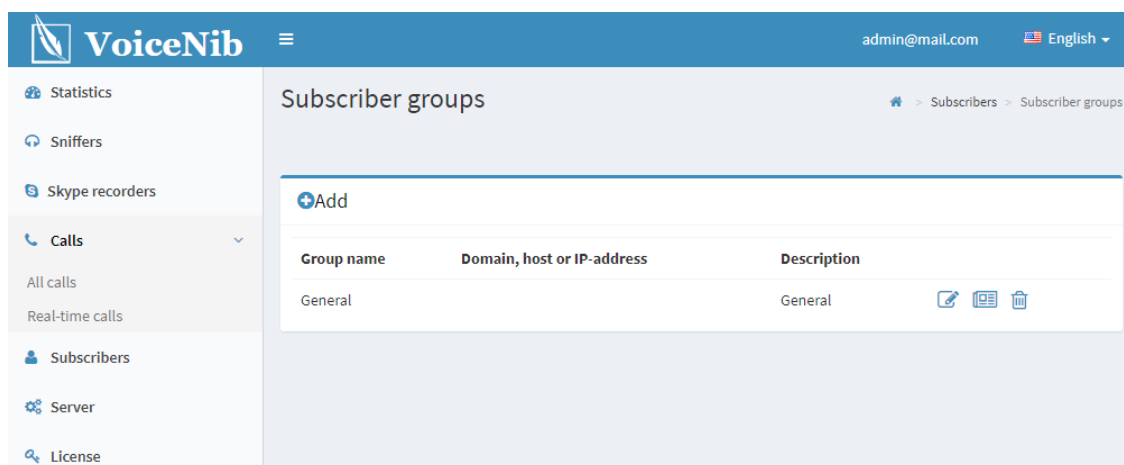 VoiceNib
admin@mail.com
English
Statistics
Sniffers
Skype recorders
Calls
All calls
Real-time calls
Subscribers
Server
License
Subscriber groups
> Subscribers > Subscriber groups
Add
Group name Domain, host or IP-address Description
General General